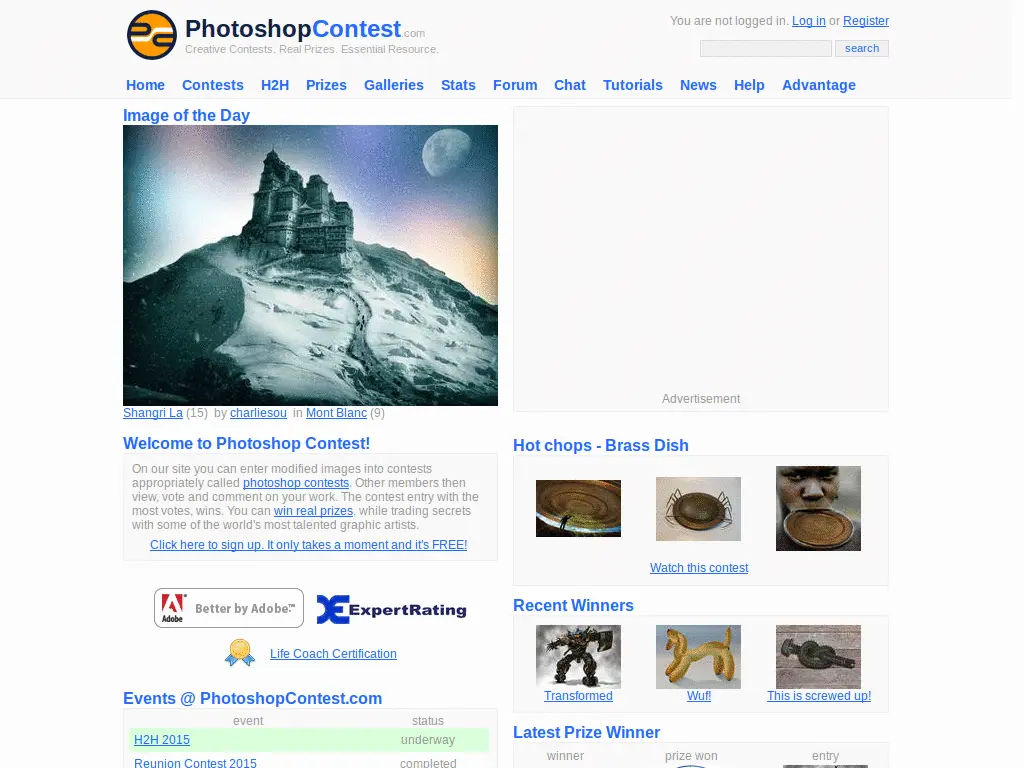 PhotoshopContest.com
Creative Contests. Real Prizes. Essential Resource.
You are not logged in. Log in or Register
search
Home Contests H2H Prizes Galleries Stats Forum Chat Tutorials News Help Advantage
Image of the Day
Shangri La (15) by charliesou in Mont Blanc (9)
Advertisement
Welcome to Photoshop Contest!
On our site you can enter modified images into contests
appropriately called photoshop contests. Other members then
view, vote and comment on your work. The contest entry with the
most votes, wins. You can win real prizes, while trading secrets
with some of the world's most talented graphic artists.
Click here to sign up. It only takes a moment and it's FREE!
Adobe Better by Adobe™
ExpertRating
Life Coach Certification
Events @ PhotoshopContest.com
event status
H2H 2015 underway
Reunion Contest 2015 completed
Hot chops - Brass Dish
Watch this contest
Recent Winners
Transformed Wuf! This is screwed up!
Latest Prize Winner
winner prize won entry